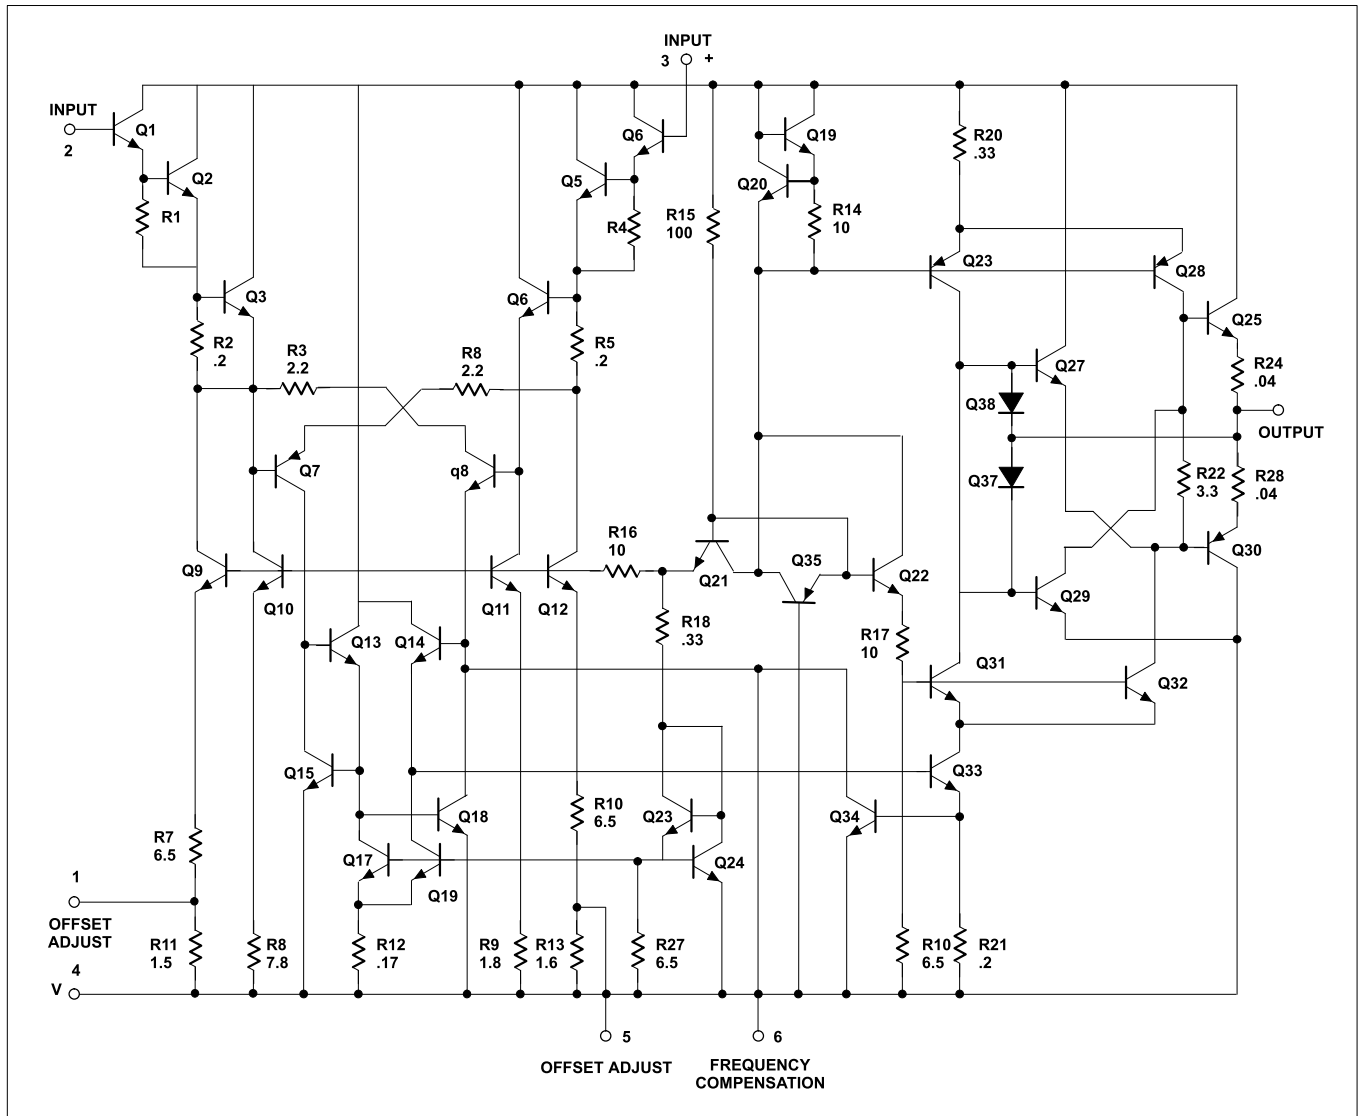 INPUT
3 +
INPUT
2
Q1
Q2
R1
Q3
R2
.2
R3
2.2
R8
2.2
Q6
Q5
R4
Q6
R5
.2
R15
100
Q19
Q20
R14
10
R20
.33
Q23
Q28
Q25
R24
.04
Q27
Q38
OUTPUT
Q37
R22
3.3
R28
.04
Q7
q8
Q30
Q9
Q10
Q11
Q12
R16
10
Q21
Q35
Q22
Q29
R18
.33
R17
10
Q13
Q14
Q31
Q32
Q15
Q18
R10
6.5
Q23
Q34
Q33
R7
6.5
Q17
Q19
Q24
1
OFFSET
ADJUST
R11
1.5
R8
7.8
R12
.17
R9
1.8
R13
1.6
R27
6.5
R10
6.5
R21
.2
4
V
5
OFFSET ADJUST
6
FREQUENCY
COMPENSATION